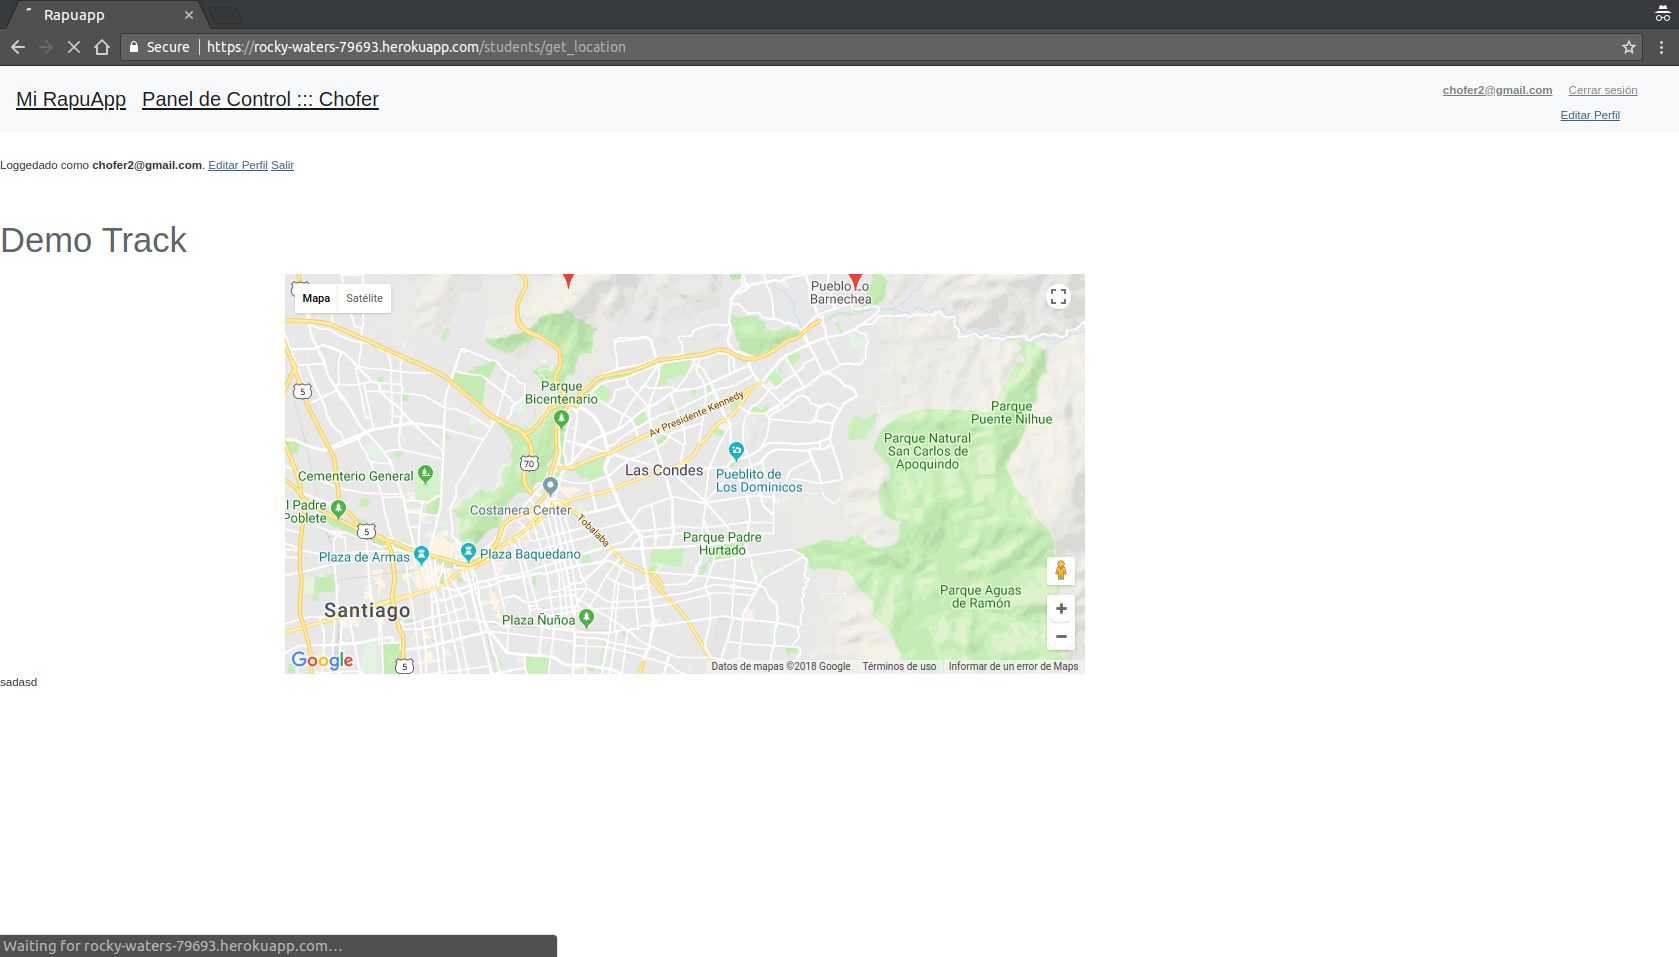 Rapuapp
Secure https://rocky-waters-79693.herokuapp.com/students/get_location
Mi RapuApp Panel de Control ::: Chofer
chofer2@gmail.com Cerrar sesión
Editar Perfil
Loggedado como chofer2@gmail.com. Editar Perfil Salir
Demo Track
Mapa Satélite
Pueblo Lo
Barnechea
5
Parque
Bicentenario
Av Presidente Kennedy
Parque
Puente Ñilhue
Parque Natural
San Carlos de
Apoquindo
70
Las Condes
Cementerio General
Pueblito de
Los Dominicos
l Padre
Poblete
Costanera Center
Tobalaba
5
Parque Padre
Hurtado
Plaza de Armas
Plaza Baquedano
Parque Aguas
de Ramón
Santiago
Plaza Ñuñoa
Google
5
Datos de mapas ©2018 Google Términos de uso Informar de un error de Maps
sadasd
Waiting for rocky-waters-79693.herokuapp.com...